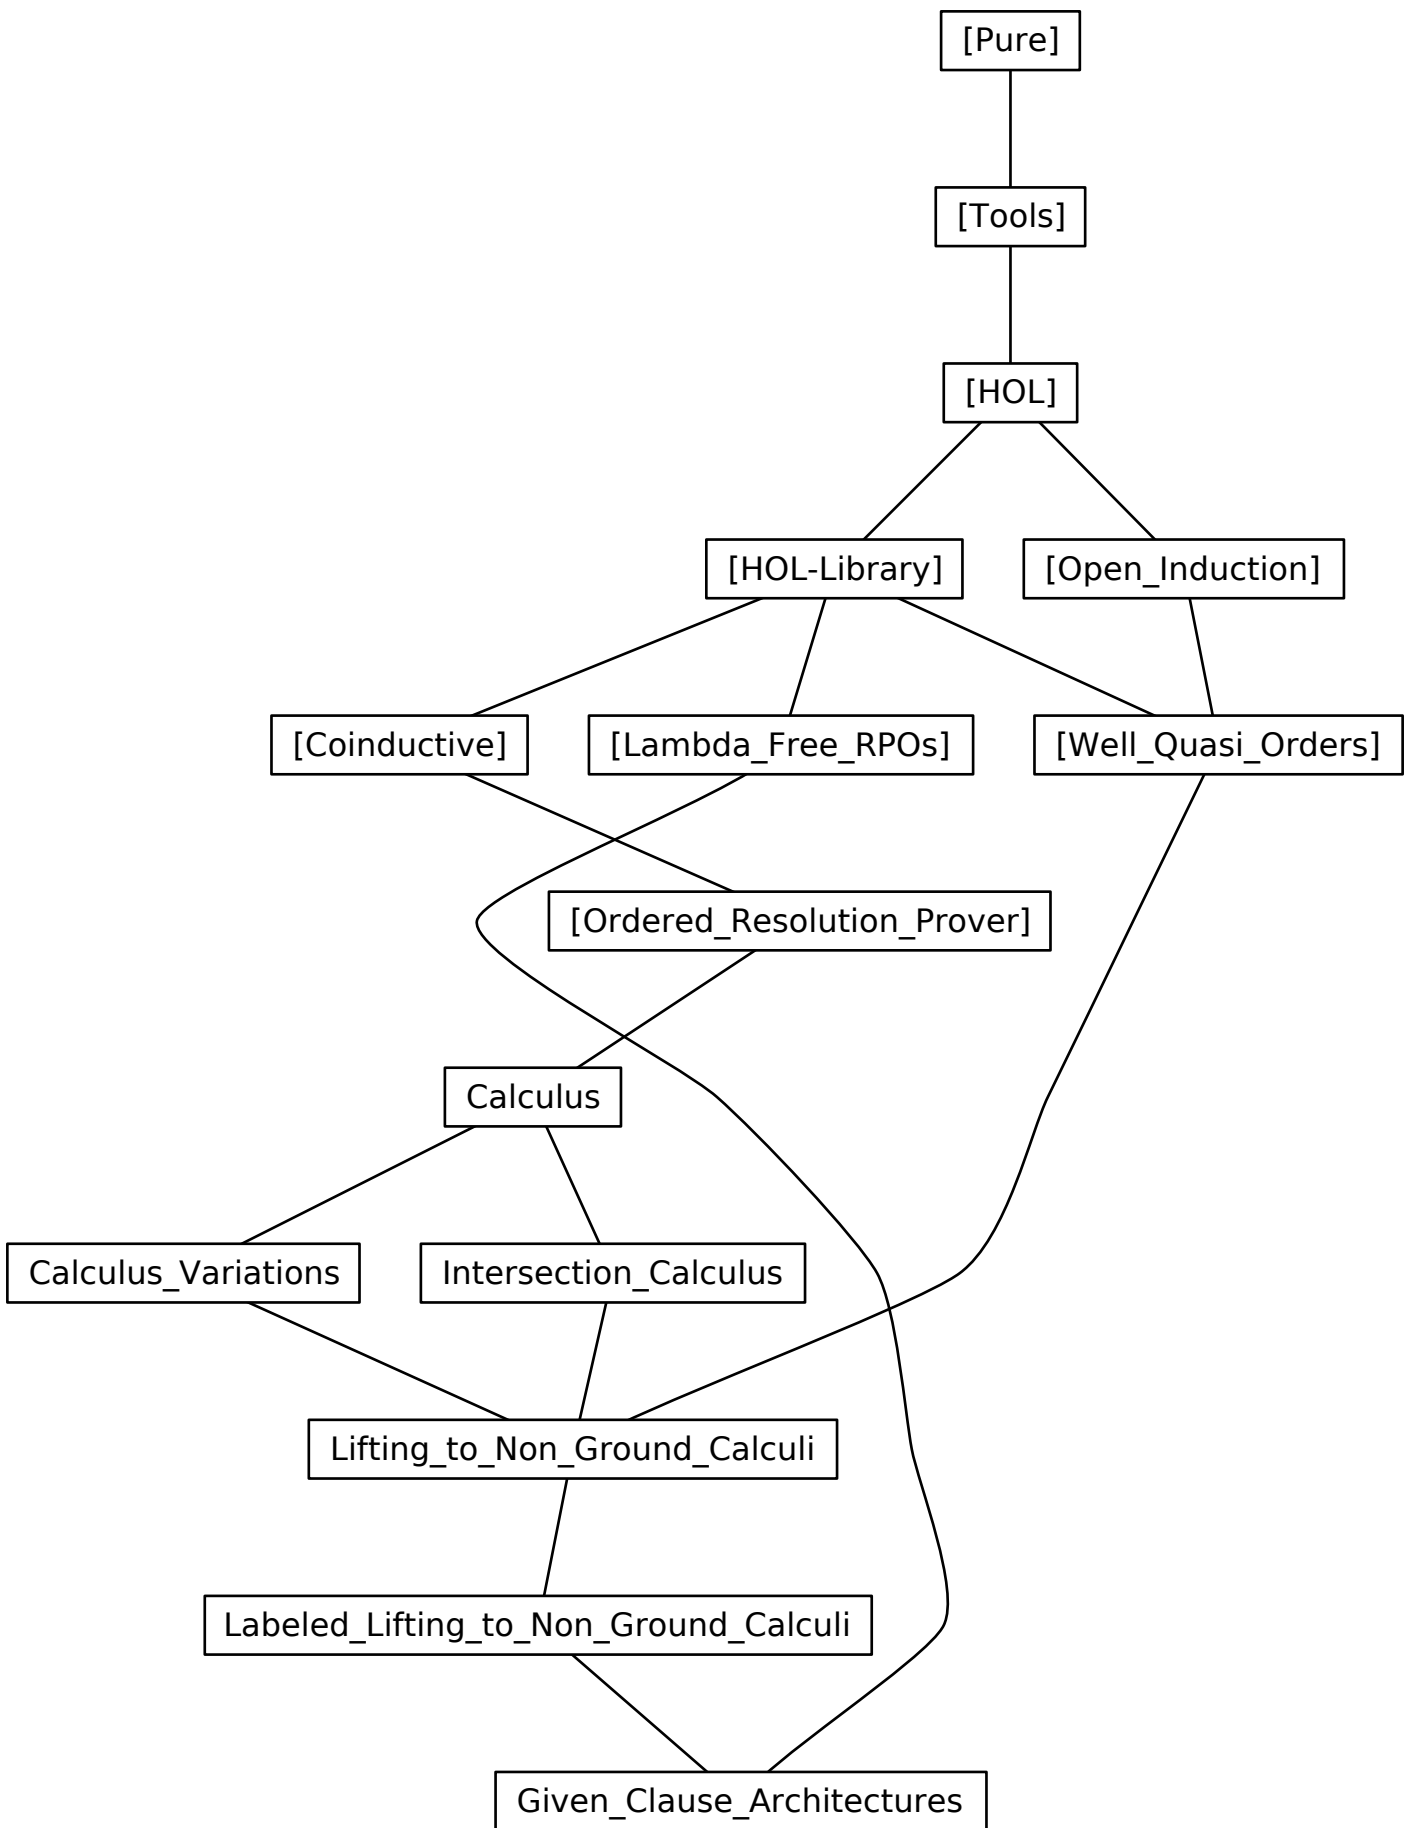 [Pure]
[Tools]
[HOL]
[HOL-Library]
[Open_Induction]
[Coinductive]
[Lambda_Free_RPOs]
[Well_Quasi_Orders]
[Ordered_Resolution_Prover]
Calculus
Calculus_Variations
Intersection_Calculus
Lifting_to_Non_Ground_Calculi
Labeled_Lifting_to_Non_Ground_Calculi
Given_Clause_Architectures